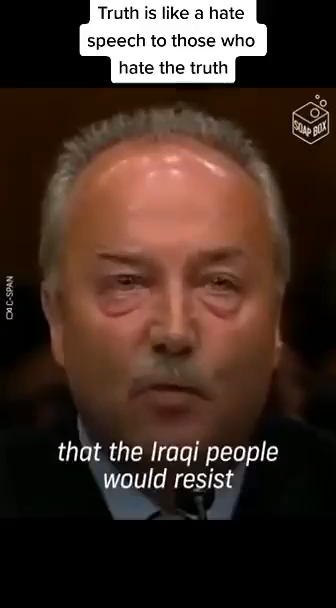 Truth is like a hate
speech to those who
hate the truth
SOAP BOX
C-SPAN
that the Iraqi people
would resist